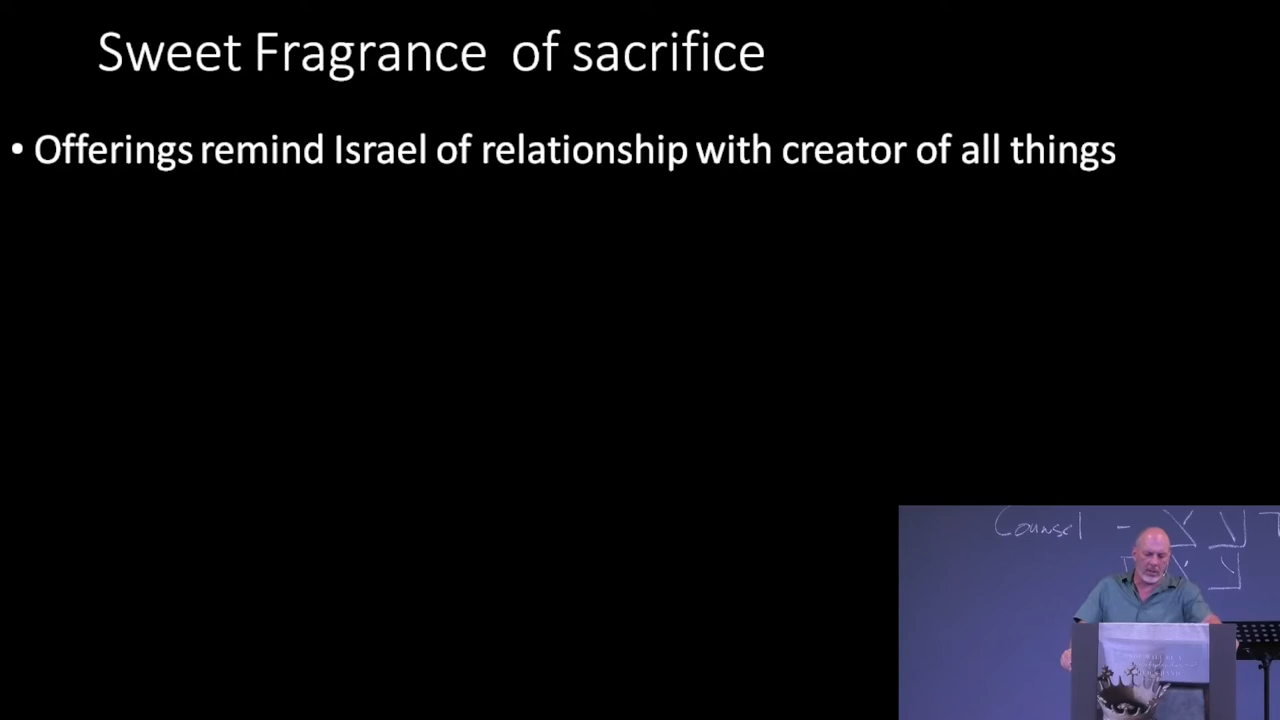 Sweet Fragrance of sacrifice
• Offerings remind Israel of relationship with creator of all things
Counsel -